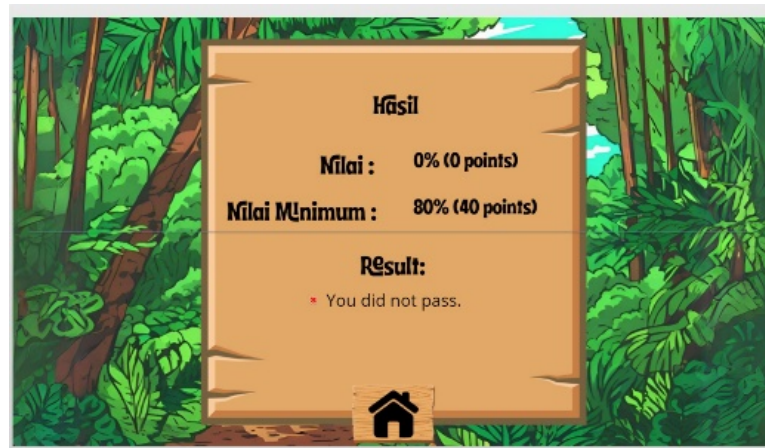 Hasil
Nilai : 0% (0 points)
Nilai Minimum : 80% (40 points)
Result:
× You did not pass.